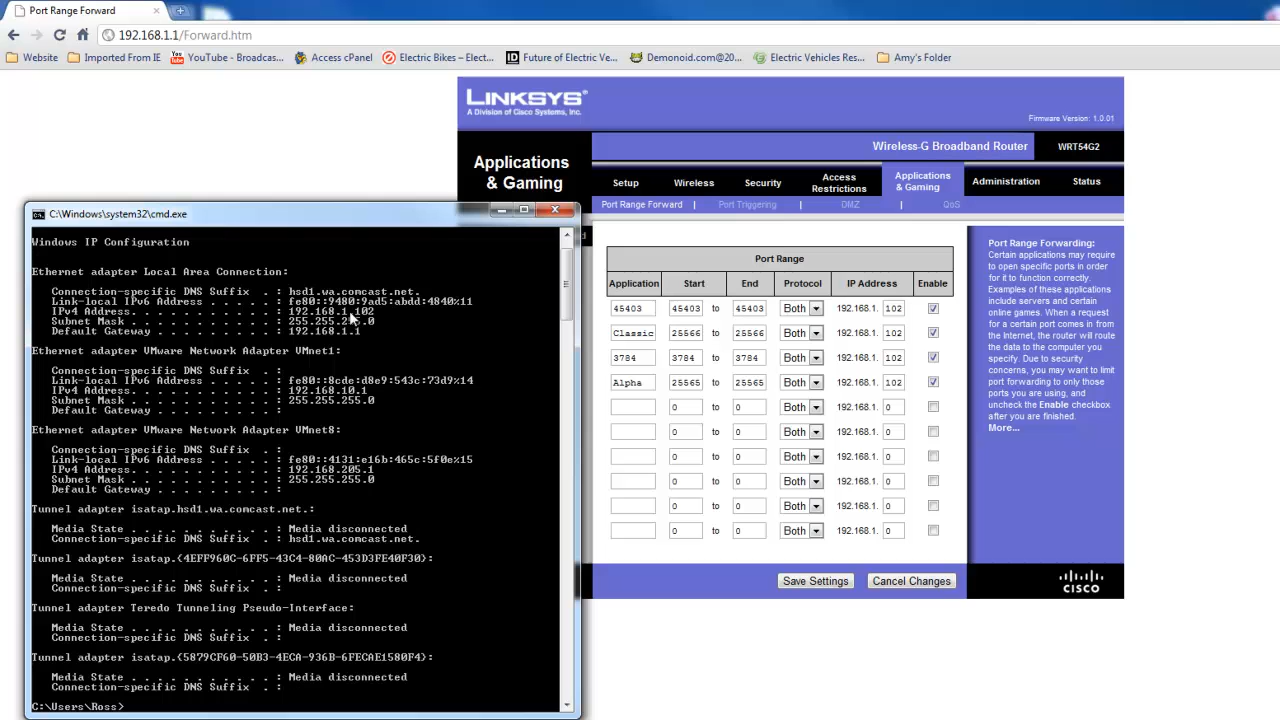 Port Range Forward
192.168.1.1/Forward.htm
Website Imported From IE YouTube - Broadcas... Access cPanel Electric Bikes – Elect... Future of Electric Ve... Demonoid.com@20... Electric Vehicles Res... Amy's Folder
LINKSYS®
A Division of Cisco Systems, Inc.
Firmware Version: 1.0.01
Wireless-G Broadband Router WRT54G2
Applications
& Gaming
Setup Wireless Security Access Restrictions Applications & Gaming Administration Status
Port Range Forward | Port Triggering | DMZ | QoS
C:\Windows\system32\cmd.exe
Windows IP Configuration
Ethernet adapter Local Area Connection:
Connection-specific DNS Suffix . : hsd1.wa.comcast.net.
Link-local IPv6 Address . . . . . : fe80::9480:9ad5:abdd:4840%11
IPv4 Address. . . . . . . . . . . : 192.168.1.102
Subnet Mask . . . . . . . . . . . : 255.255.255.0
Default Gateway . . . . . . . . . : 192.168.1.1
Ethernet adapter VMware Network Adapter VMnet1:
Connection-specific DNS Suffix . :
Link-local IPv6 Address . . . . . : fe80::8cde:d8e9:543c:73d9%14
IPv4 Address. . . . . . . . . . . : 192.168.10.1
Subnet Mask . . . . . . . . . . . : 255.255.255.0
Default Gateway . . . . . . . . . :
Ethernet adapter VMware Network Adapter VMnet8:
Connection-specific DNS Suffix . :
Link-local IPv6 Address . . . . . : fe80::4131:e16b:465c:5f0e%15
IPv4 Address. . . . . . . . . . . : 192.168.205.1
Subnet Mask . . . . . . . . . . . : 255.255.255.0
Default Gateway . . . . . . . . . :
Tunnel adapter isatap.hsd1.wa.comcast.net.:
Media State . . . . . . . . . . . : Media disconnected
Connection-specific DNS Suffix . : hsd1.wa.comcast.net.
Tunnel adapter isatap.{4EFF960C-6FF5-43C4-80AC-453D3FE40F30}:
Media State . . . . . . . . . . . : Media disconnected
Connection-specific DNS Suffix . :
Tunnel adapter Teredo Tunneling Pseudo-Interface:
Media State . . . . . . . . . . . : Media disconnected
Connection-specific DNS Suffix . :
Tunnel adapter isatap.{5879CF60-50B3-4ECA-936B-6FECAE1580F4}:
Media State . . . . . . . . . . . : Media disconnected
Connection-specific DNS Suffix . :
C:\Users\Ross>
Port Range
Application Start End Protocol IP Address Enable
45403 45403 to 45403 Both 192.168.1. 102
Classic 25566 to 25566 Both 192.168.1. 102
3784 3784 to 3784 Both 192.168.1. 102
Alpha 25565 to 25565 Both 192.168.1. 102
0 to 0 Both 192.168.1. 0
0 to 0 Both 192.168.1. 0
0 to 0 Both 192.168.1. 0
0 to 0 Both 192.168.1. 0
0 to 0 Both 192.168.1. 0
0 to 0 Both 192.168.1. 0
Save Settings Cancel Changes
Port Range Forwarding:
Certain applications may require
to open specific ports in order
for it to function correctly.
Examples of these applications
include servers and certain
online games. When a request
for a certain port comes in from
the Internet, the router will route
the data to the computer you
specify. Due to security
concerns, you may want to limit
port forwarding to only those
ports you are using, and
uncheck the Enable checkbox
after you are finished.
More...
CISCO